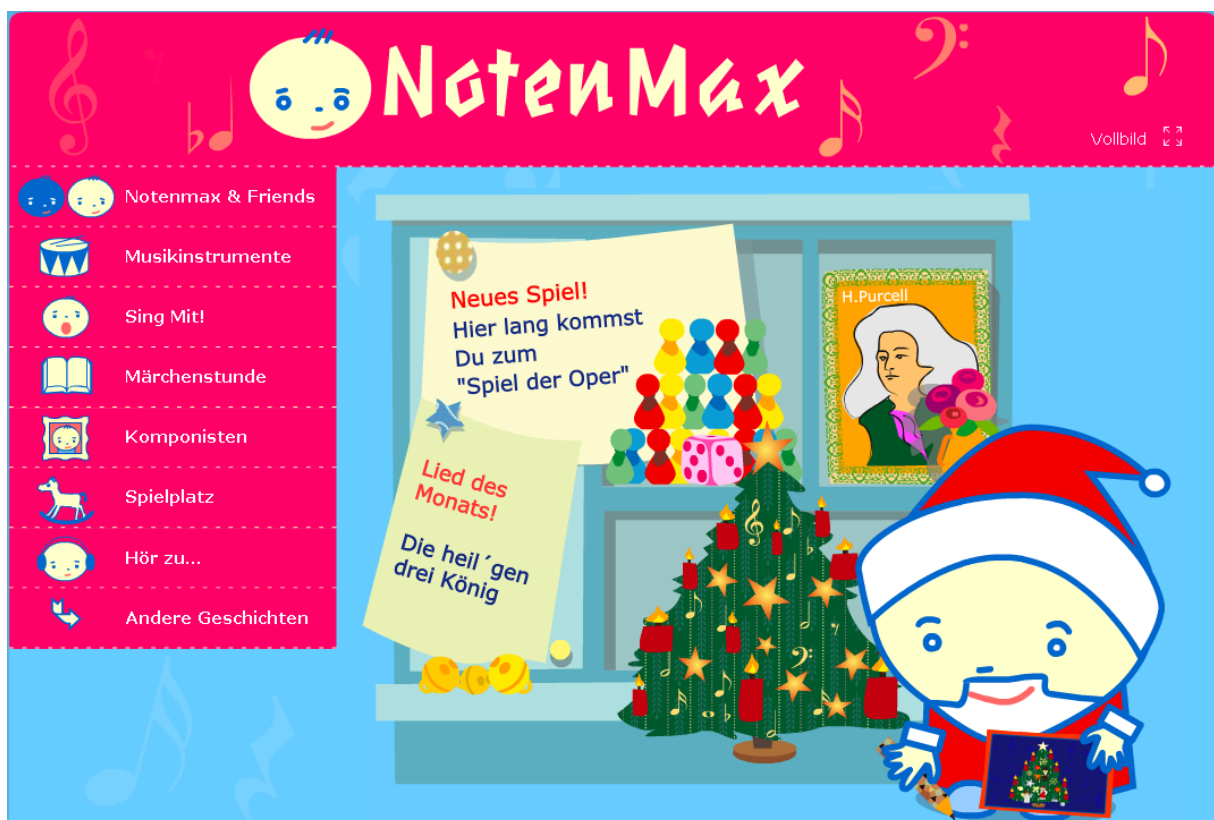 NotenMax
Vollbild
Notenmax & Friends
Musikinstrumente
Sing Mit!
Märchenstunde
Komponisten
Spielplatz
Hör zu...
Andere Geschichten
Neues Spiel!
Hier lang kommst
Du zum
"Spiel der Oper"
H.Purcell
Lied des
Monats!
Die heil´gen
drei König